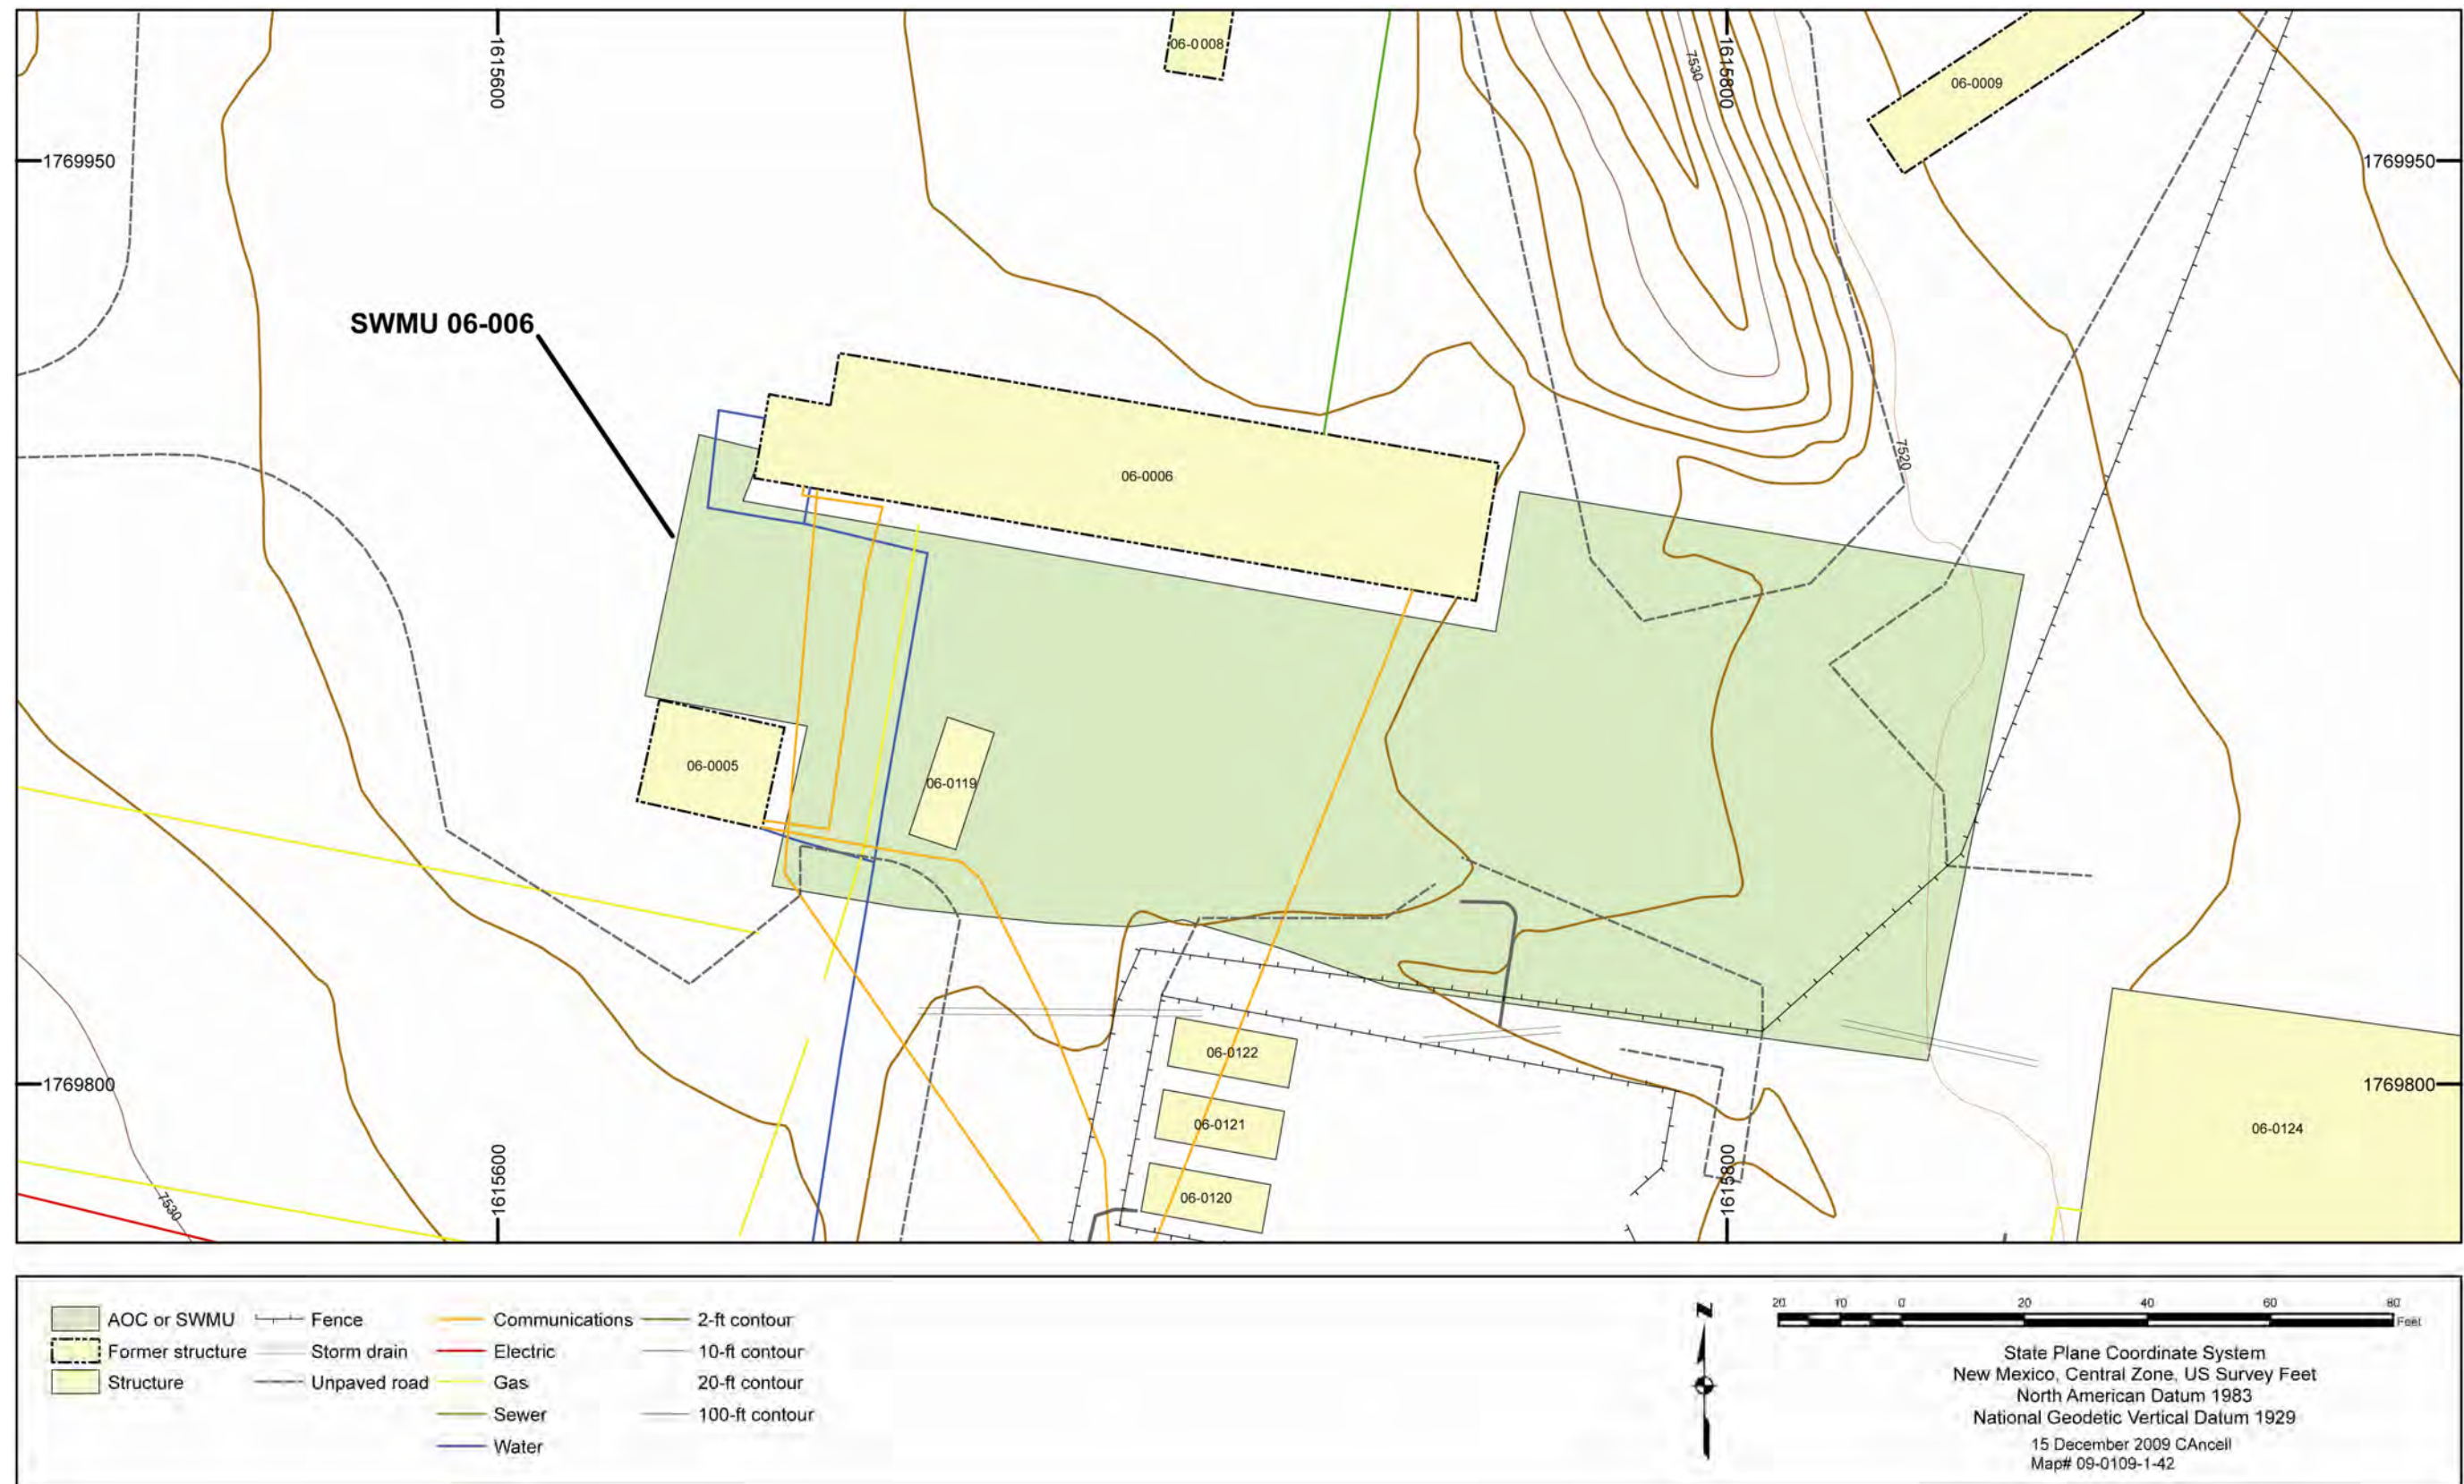 06-0008
1615600
7530
1615800
06-0009
1769950
1769950
SWMU 06-006
7520
06-0006
06-0005
06-0119
06-0122
1769800
1769800
06-0121
06-0124
1615600
1615800
06-0120
7530
AOC or SWMU
Former structure
Structure
Fence
Storm drain
Unpaved road
Communications
Electric
Gas
Sewer
Water
2-ft contour
10-ft contour
20-ft contour
100-ft contour
N
20 10 0 20 40 60 80
Feet
State Plane Coordinate System
New Mexico, Central Zone, US Survey Feet
North American Datum 1983
National Geodetic Vertical Datum 1929
15 December 2009 CAncell
Map# 09-0109-1-42